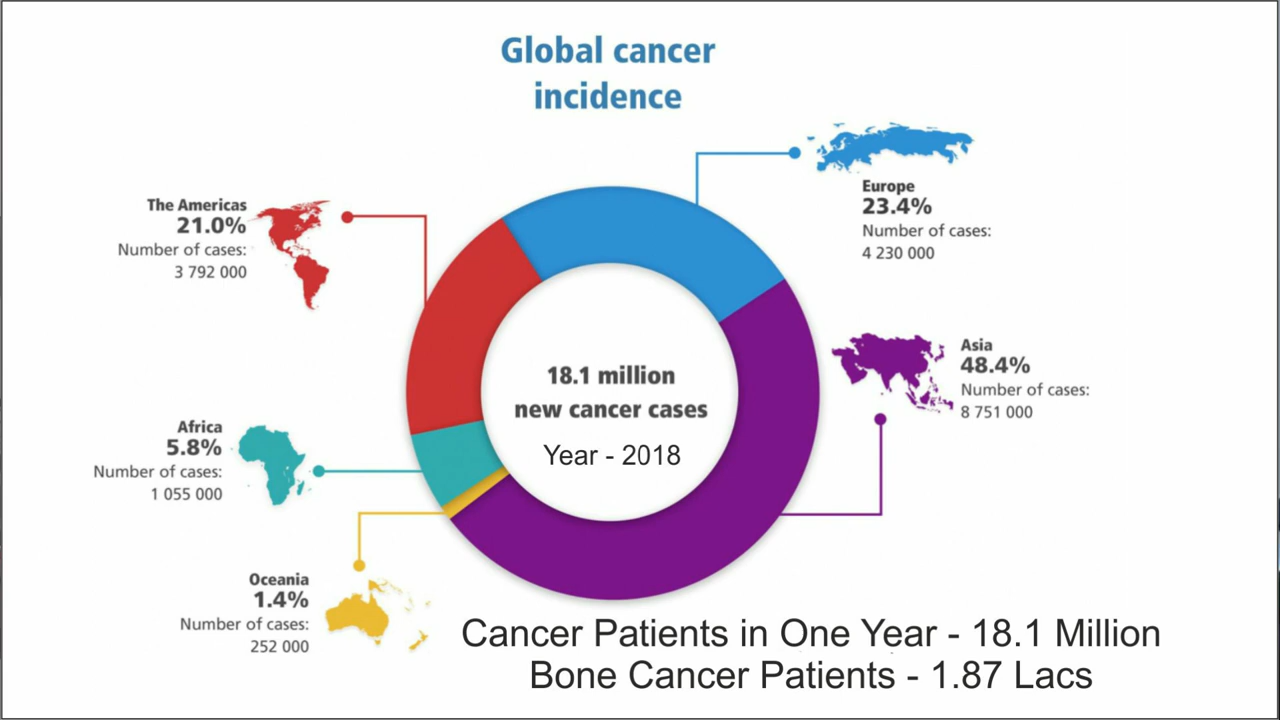 Global cancer
incidence
Europe
23.4%
Number of cases:
4 230 000
The Americas
21.0%
Number of cases:
3 792 000
Asia
48.4%
Number of cases:
8 751 000
18.1 million
new cancer cases
Year - 2018
Africa
5.8%
Number of cases:
1 055 000
Oceania
1.4%
Number of cases:
252 000
Cancer Patients in One Year - 18.1 Million
Bone Cancer Patients - 1.87 Lacs